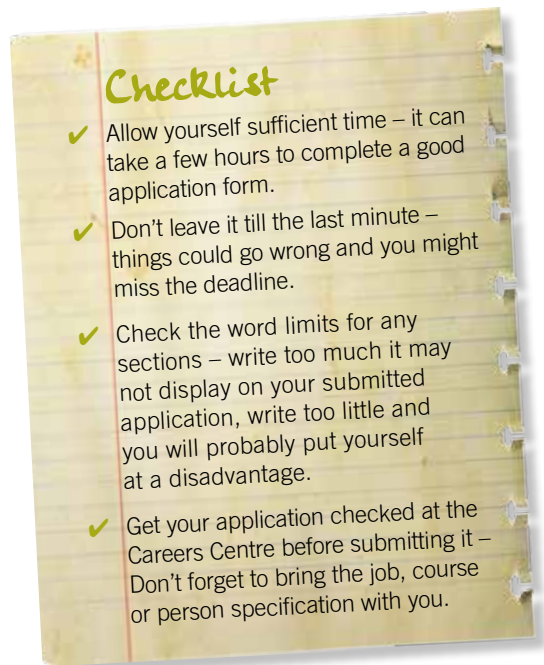 Checklist
✔ Allow yourself sufficient time – it can
take a few hours to complete a good
application form.
✔ Don't leave it till the last minute –
things could go wrong and you might
miss the deadline.
✔ Check the word limits for any
sections – write too much it may
not display on your submitted
application, write too little and
you will probably put yourself
at a disadvantage.
✔ Get your application checked at the
Careers Centre before submitting it –
Don't forget to bring the job, course
or person specification with you.